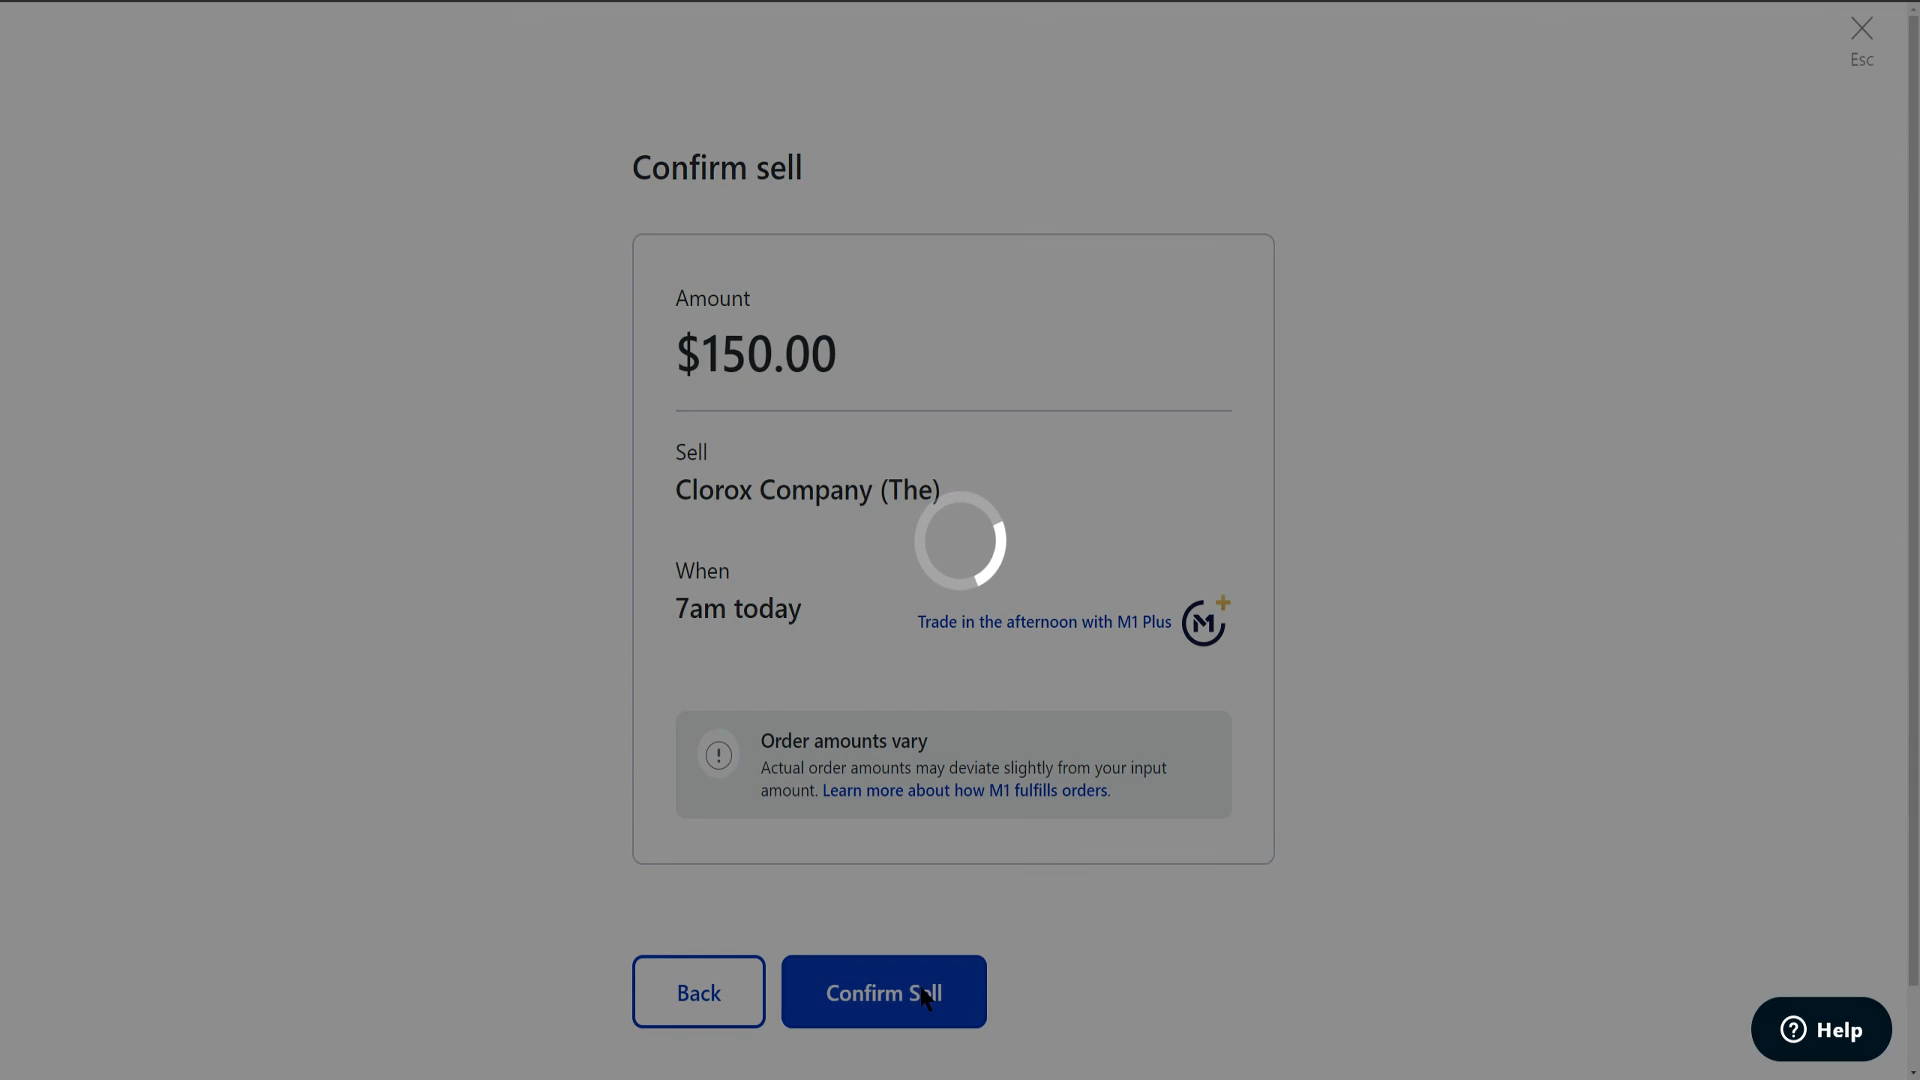 Esc
Confirm sell
Amount
$150.00
Sell
Clorox Company (The)
When
7am today
Trade in the afternoon with M1 Plus
Order amounts vary
Actual order amounts may deviate slightly from your input
amount. Learn more about how M1 fulfills orders.
Back
Confirm Sell
Help